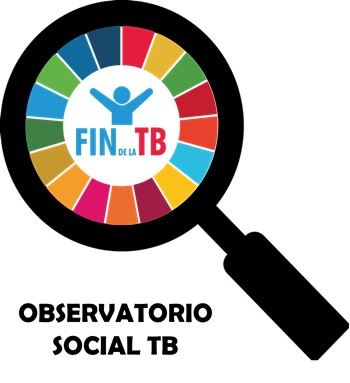 FIN DE LA TB
OBSERVATORIO
SOCIAL TB